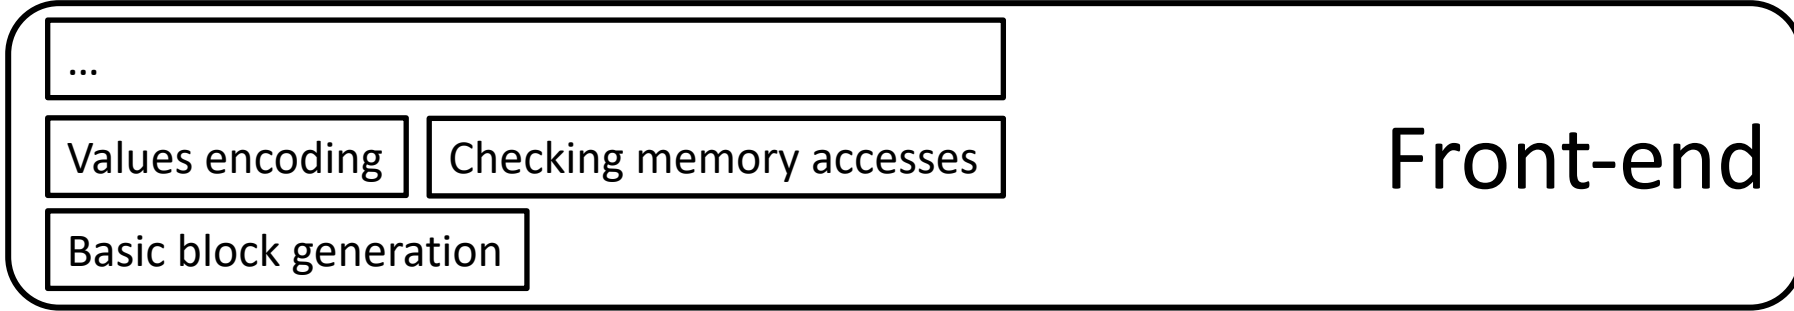 ...
Values encoding
Checking memory accesses
Front-end
Basic block generation